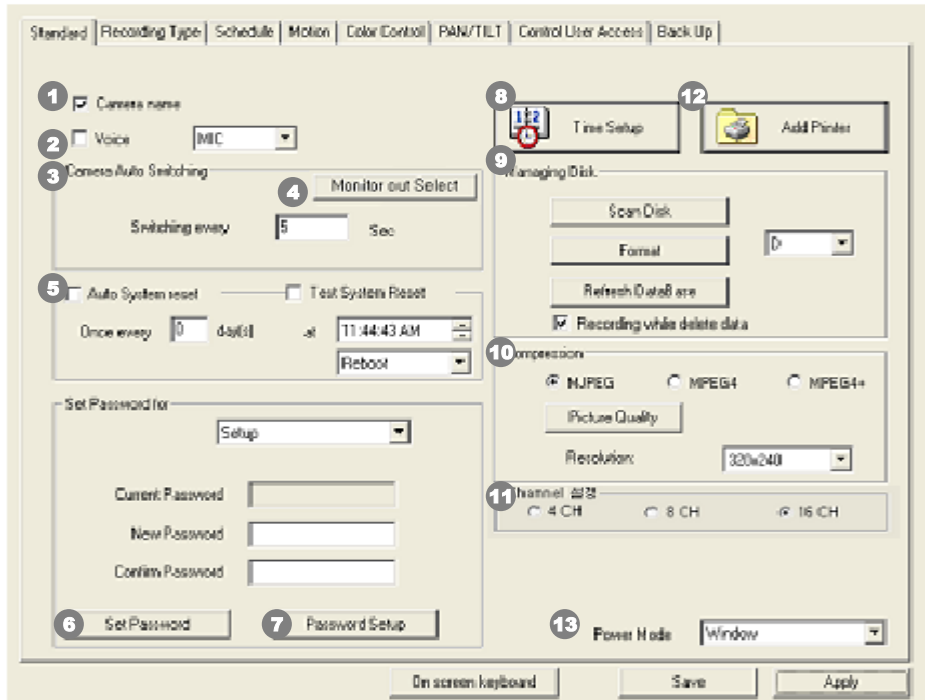 Standard Recording Type Schedule Motion Color Control PAN/TILT Control User Access Back Up
1 Camera name
2 Voice MIC
3 Camera Auto Switching
4 Monitor out Select
Switching every 5 Sec
5 Auto System reset Test System Reset
Once every 0 day(s) at 11:44:43 AM
Reboot
Set Password for
Setup
Current Password
New Password
Confirm Password
6 Set Password
7 Password Setup
8 Time Setup
12 Add Printer
9 Managing Disk
Scan Disk
Format
D:
Refresh DataBase
Recording while delete data
10 Compression
MJPEG MPEG4 MPEG4+
Picture Quality
Resolution: 320x240
11 Channel 설정
4 CH 8 CH 16 CH
13 Power Mode Window
On screen keyboard Save Apply